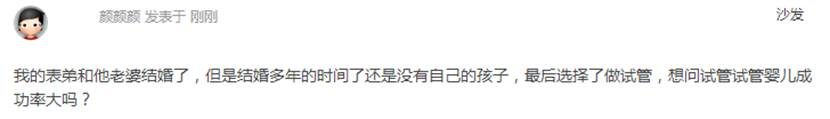 颜颜颜 发表于 刚刚
沙发
我的表弟和他老婆结婚了，但是结婚多年的时间了还是没有自己的孩子，最后选择了做试管，想问试管试管婴儿成
功率大吗？